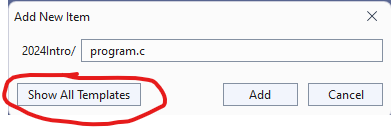 Add New Item
2024Intro/ program.c
Show All Templates Add Cancel